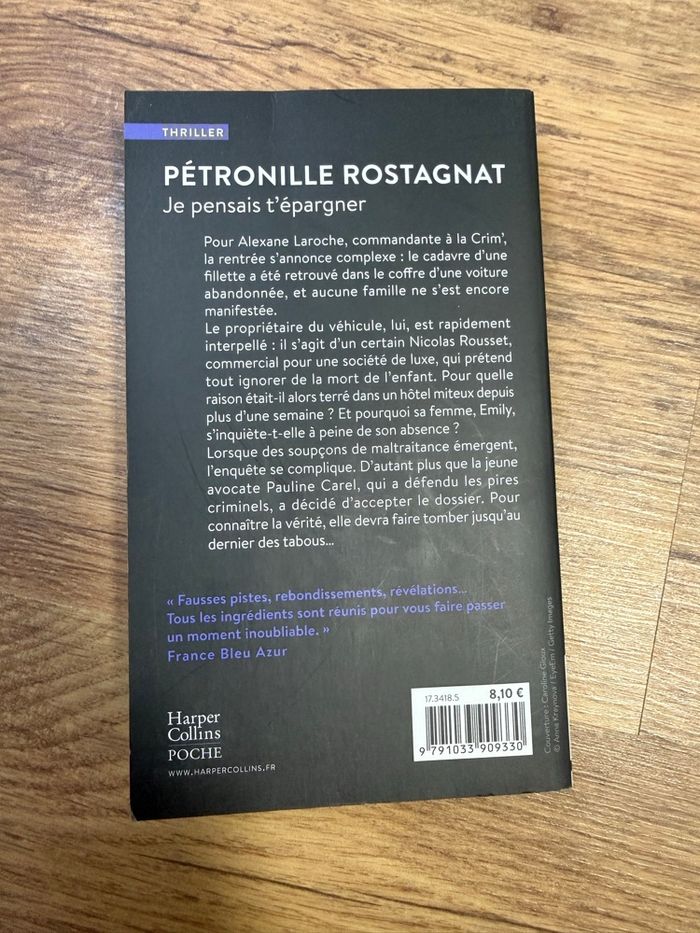 THRILLER
PÉTRONILLE ROSTAGNAT
Je pensais t'épargner
Pour Alexane Laroche, commandante à la Crim',
la rentrée s'annonce complexe : le cadavre d'une
fillette a été retrouvé dans le coffre d'une voiture
abandonnée, et aucune famille ne s'est encore
manifestée.
Le propriétaire du véhicule, lui, est rapidement
interpellé : il s'agit d'un certain Nicolas Rousset,
commercial pour une société de luxe, qui prétend
tout ignorer de la mort de l'enfant. Pour quelle
raison était-il alors terré dans un hôtel miteux depuis
plus d'une semaine ? Et pourquoi sa femme, Emily,
s'inquiète-t-elle à peine de son absence ?
Lorsque des soupçons de maltraitance émergent,
l'enquête se complique. D'autant plus que la jeune
avocate Pauline Carel, qui a défendu les pires
criminels, a décidé d'accepter le dossier. Pour
connaître la vérité, elle devra faire tomber jusqu'au
dernier des tabous…
« Fausses pistes, rebondissements, révélations…
Tous les ingrédients sont réunis pour vous faire passer
un moment inoubliable. »
France Bleu Azur
Harper
Collins
POCHE
WWW.HARPERCOLLINS.FR
17.3418.5
8,10 €
9 791033 909330
Couverture : Caroline Gioux
© Anna Kraynova / EyeEm / Getty Images